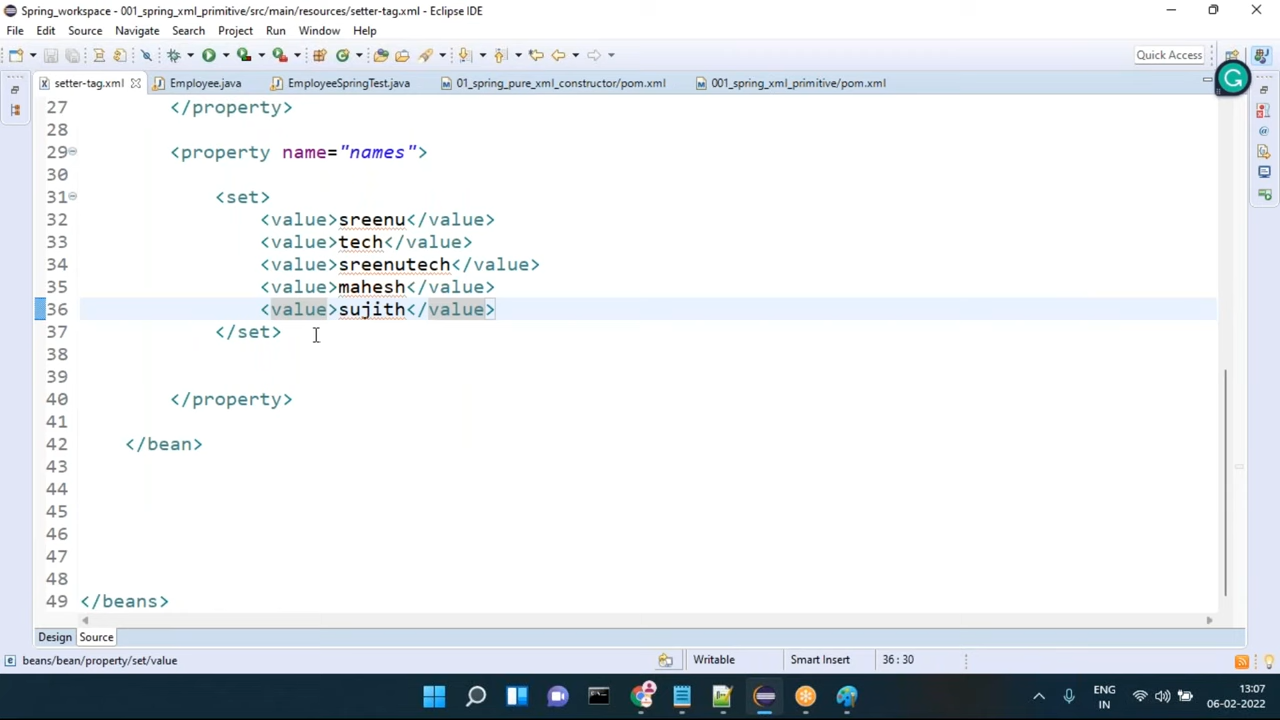 Spring_workspace - 001_spring_xml_primitive/src/main/resources/setter-tag.xml - Eclipse IDE
File Edit Source Navigate Search Project Run Window Help
Quick Access
setter-tag.xml Employee.java EmployeeSpringTest.java 01_spring_pure_xml_constructor/pom.xml 001_spring_xml_primitive/pom.xml
27 </property>
28
29 <property name="names">
30
31 <set>
32 <value>sreenu</value>
33 <value>tech</value>
34 <value>sreenutech</value>
35 <value>mahesh</value>
36 <value>sujith</value>
37 </set>
38
39
40 </property>
41
42 </bean>
43
44
45
46
47
48
49 </beans>
Design Source
beans/bean/property/set/value Writable Smart Insert 36 : 30
ENG 13:07
IN 06-02-2022